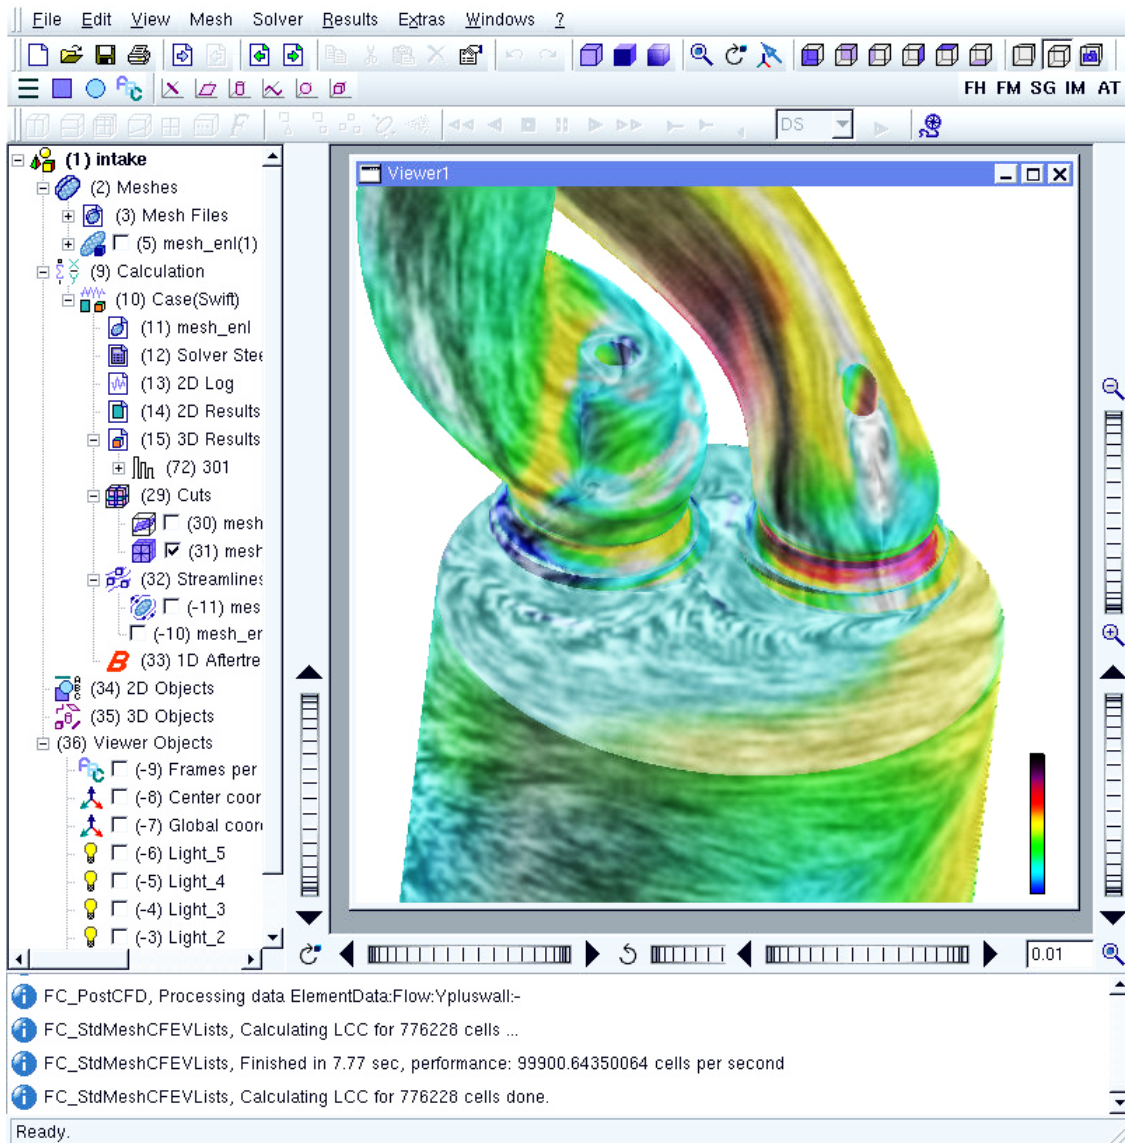 File Edit View Mesh Solver Results Extras Windows ?
FH FM SG IM AT
DS
(1) intake
(2) Meshes
(3) Mesh Files
(5) mesh_enl(1)
(9) Calculation
(10) Case(Swift)
(11) mesh_enl
(12) Solver Stee
(13) 2D Log
(14) 2D Results
(15) 3D Results
(72) 301
(29) Cuts
(30) mesh
(31) mesh
(32) Streamlines
(-11) mes
(-10) mesh_er
(33) 1D Aftertre
(34) 2D Objects
(35) 3D Objects
(36) Viewer Objects
(-9) Frames per
(-8) Center coor
(-7) Global coor
(-6) Light_5
(-5) Light_4
(-4) Light_3
(-3) Light_2
Viewer1
0.01
FC_PostCFD, Processing data ElementData:Flow:Ypluswall:-
FC_StdMeshCFEVLists, Calculating LCC for 776228 cells ...
FC_StdMeshCFEVLists, Finished in 7.77 sec, performance: 99900.64350064 cells per second
FC_StdMeshCFEVLists, Calculating LCC for 776228 cells done.
Ready.